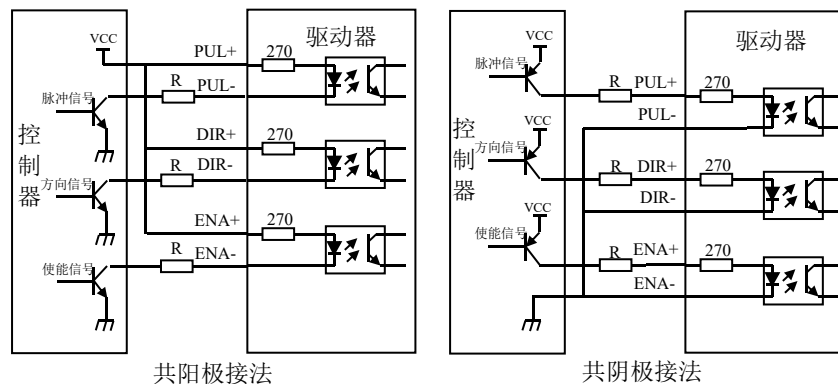 VCC
PUL+
270
驱动器
R
PUL-
脉冲信号
控制器
DIR+
270
R
DIR-
方向信号
ENA+
270
R
ENA-
使能信号
共阳极接法
VCC
驱动器
脉冲信号
R
PUL+
270
PUL-
控制器
VCC
方向信号
R
DIR+
270
DIR-
VCC
使能信号
R
ENA+
270
ENA-
共阴极接法